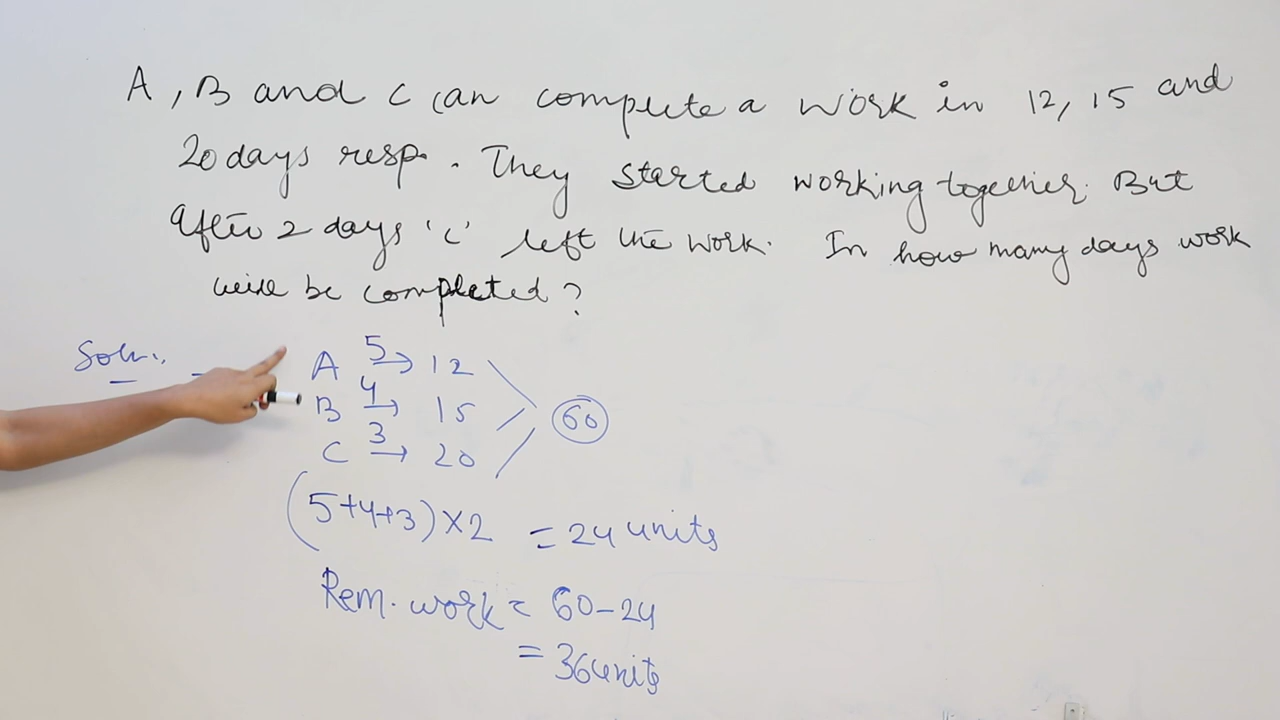 A, B and C can complete a work in 12, 15 and
20 days resp. They started working together. But
after 2 days 'C' left the work. In how many days work
will be completed?
Soln:
A 5→ 12
B 4→ 15
C 3→ 20
60
(5+4+3)×2 = 24 units
Rem. work = 60-24
= 36 units